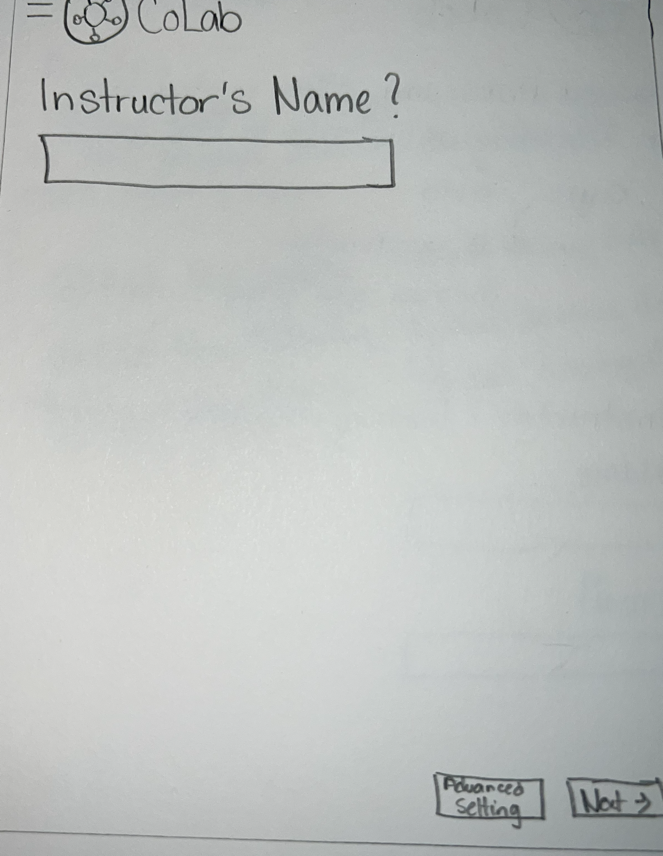 CoLab
Instructor's Name?
Advanced
Setting
Next →